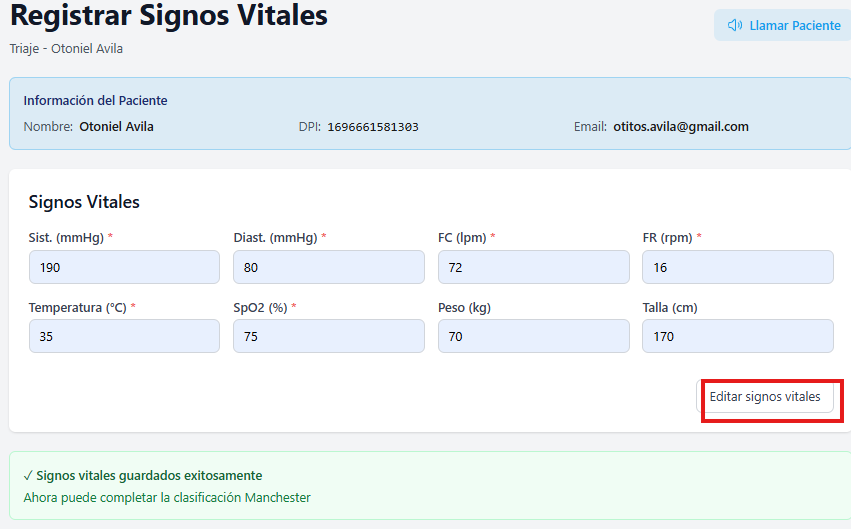 Registrar Signos Vitales
Llamar Paciente
Triaje - Otoniel Avila
Información del Paciente
Nombre: Otoniel Avila DPI: 1696661581303 Email: otitos.avila@gmail.com
Signos Vitales
Sist. (mmHg) * Diast. (mmHg) * FC (lpm) * FR (rpm) *
190 80 72 16
Temperatura (°C) * SpO2 (%) * Peso (kg) Talla (cm)
35 75 70 170
Editar signos vitales
✓ Signos vitales guardados exitosamente
Ahora puede completar la clasificación Manchester